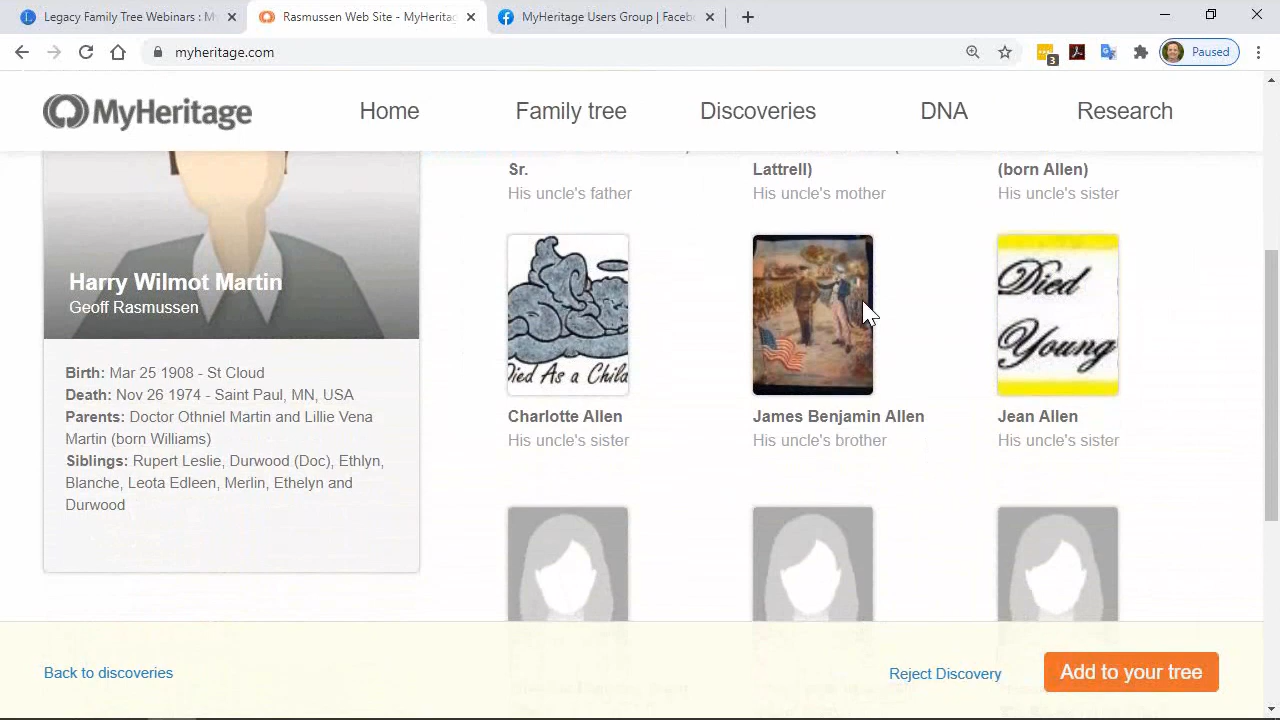 Legacy Family Tree Webinars : My
Rasmussen Web Site - MyHeritag
MyHeritage Users Group | Faceb
myheritage.com
3
Paused
MyHeritage
Home
Family tree
Discoveries
DNA
Research
Sr.
Lattrell)
(born Allen)
His uncle's father
His uncle's mother
His uncle's sister
Harry Wilmot Martin
Geoff Rasmussen
Birth: Mar 25 1908 - St Cloud
Death: Nov 26 1974 - Saint Paul, MN, USA
Parents: Doctor Othniel Martin and Lillie Vena
Martin (born Williams)
Siblings: Rupert Leslie, Durwood (Doc), Ethlyn,
Blanche, Leota Edleen, Merlin, Ethelyn and
Durwood
Died As a Child
Died
Young
Charlotte Allen
James Benjamin Allen
Jean Allen
His uncle's sister
His uncle's brother
His uncle's sister
Back to discoveries
Reject Discovery
Add to your tree